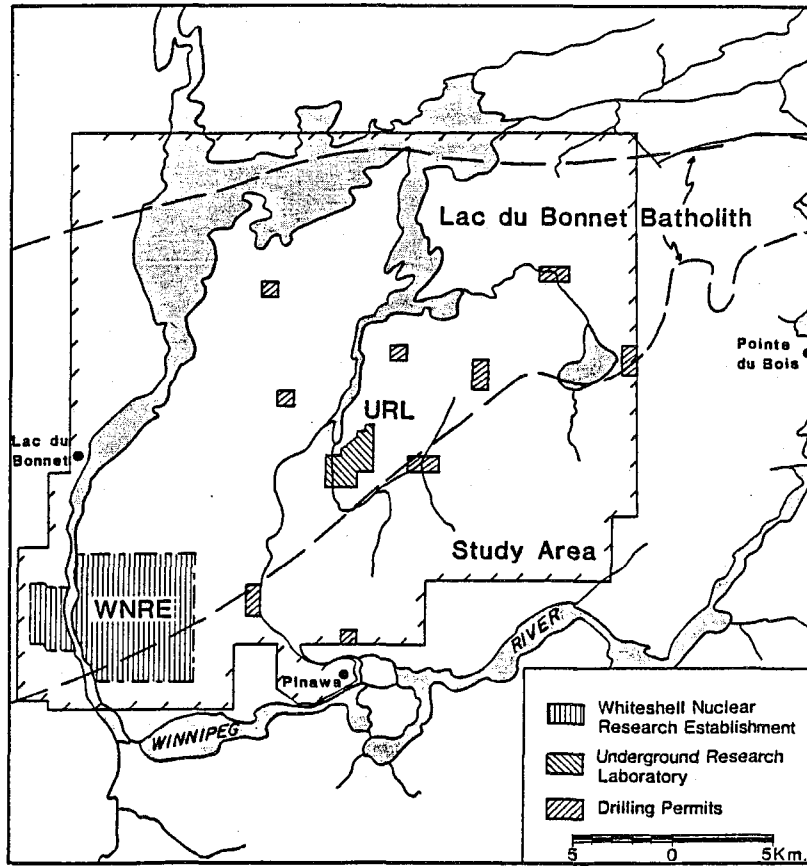 Lac du Bonnet Batholith
Pointe
du Bois
URL
Lac du
Bonnet
Study Area
WNRE
RIVER
Pinawa
WINNIPEG
Whiteshell Nuclear
Research Establishment
Underground Research
Laboratory
Drilling Permits
5 0 5Km